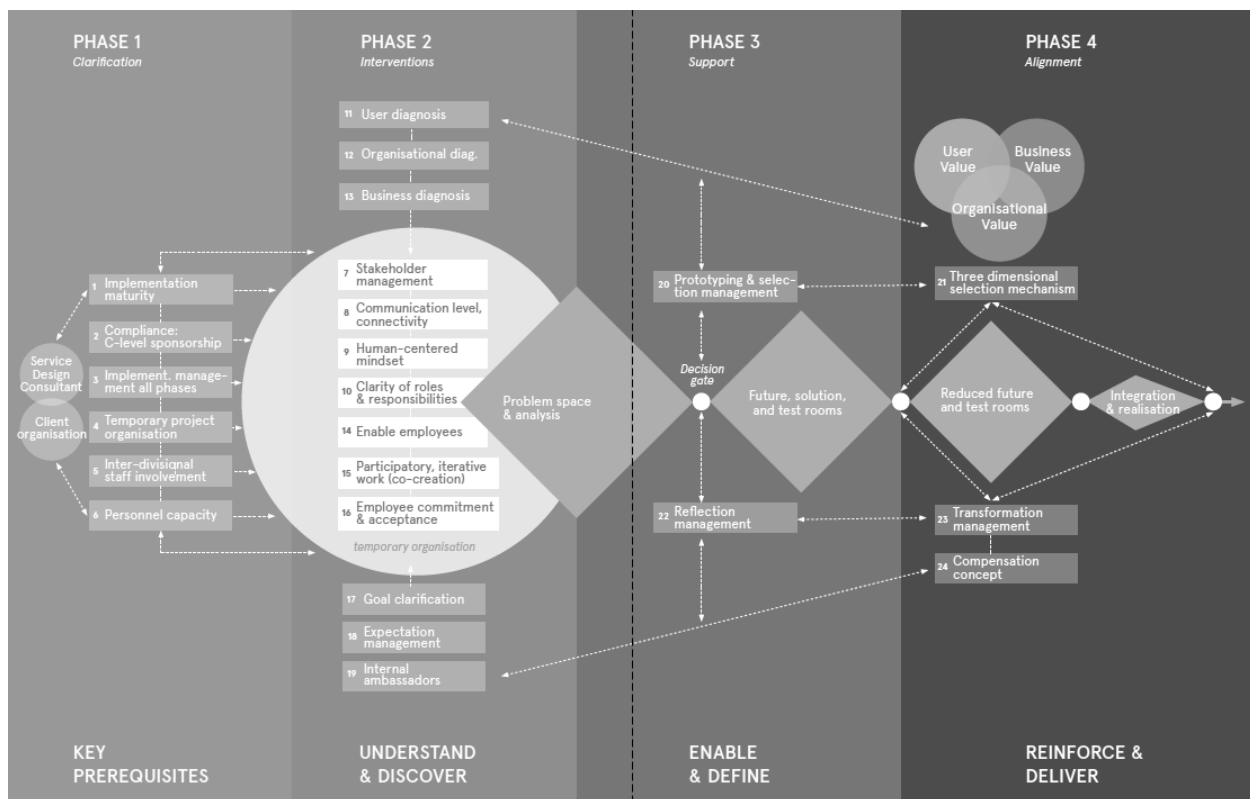 PHASE 1
Clarification
PHASE 2
Interventions
PHASE 3
Support
PHASE 4
Alignment
11 User diagnosis
12 Organisational diag.
13 Business diagnosis
User
Value
Business
Value
Organisational
Value
1 Implementation
maturity
2 Compliance:
C-level sponsorship
3 Implement. manage-
ment all phases
4 Temporary project
organisation
5 Inter-divisional
staff involvement
6 Personnel capacity
Service
Design
Consultant
Client
organisation
7 Stakeholder
management
8 Communication level,
connectivity
9 Human-centered
mindset
10 Clarity of roles
& responsibilities
14 Enable employees
15 Participatory, iterative
work (co-creation)
16 Employee commitment
& acceptance
temporary organisation
17 Goal clarification
18 Expectation
management
19 Internal
ambassadors
Problem space
& analysis
20 Prototyping & selec-
tion management
Decision
gate
Future, solution,
and test rooms
22 Reflection
management
21 Three dimensional
selection mechanism
Reduced future
and test rooms
Integration
& realisation
23 Transformation
management
24 Compensation
concept
KEY
PREREQUISITES
UNDERSTAND
& DISCOVER
ENABLE
& DEFINE
REINFORCE &
DELIVER